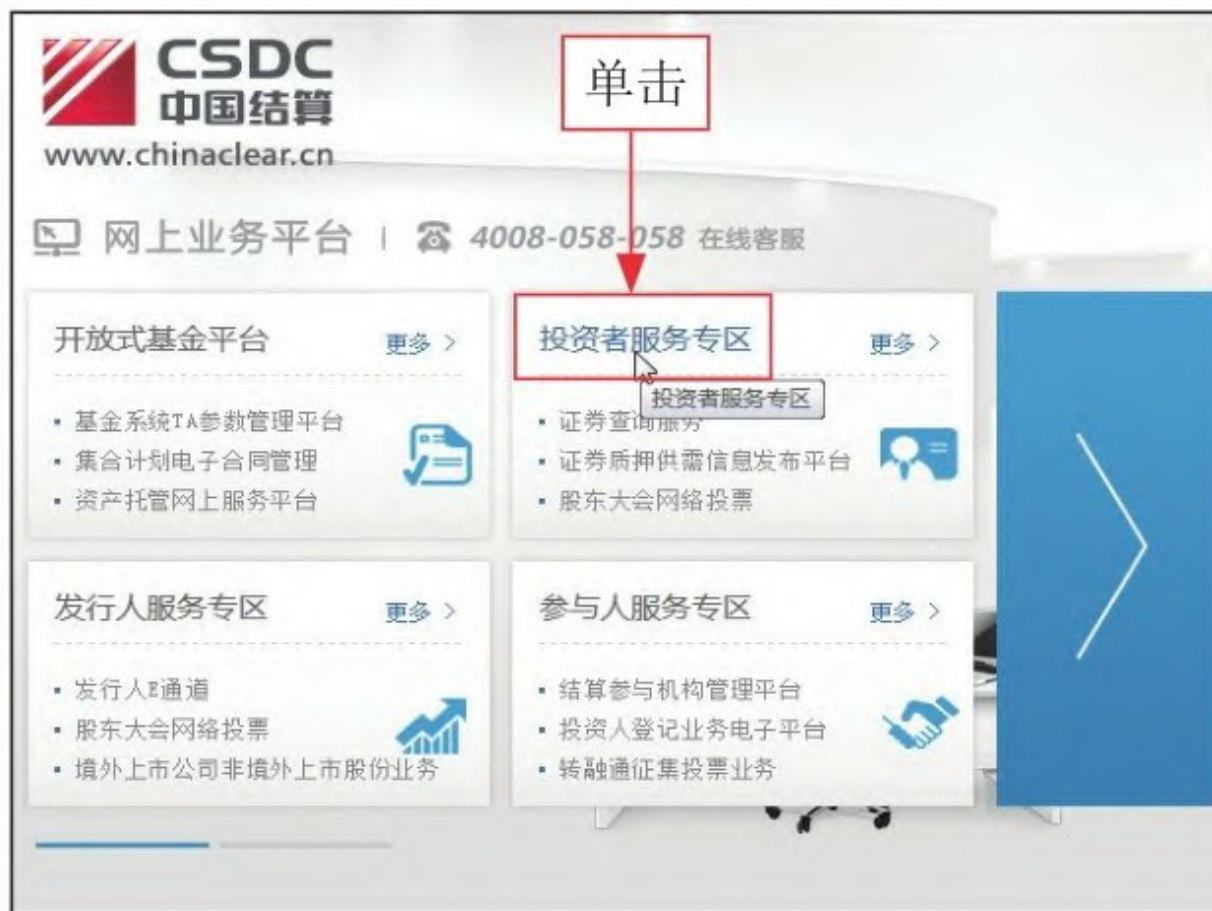 CSDC
中国结算
www.chinaclear.cn
单击
网上业务平台 | 4008-058-058 在线客服
开放式基金平台 更多 >
基金系统TA参数管理平台
集合计划电子合同管理
资产托管网上服务平台
投资者服务专区 更多 >
投资者服务专区
证券查询服务
证券质押供需信息发布平台
股东大会网络投票
发行人服务专区 更多 >
发行人E通道
股东大会网络投票
境外上市公司非境外上市股份业务
参与人服务专区 更多 >
结算参与机构管理平台
投资人登记业务电子平台
转融通征集投票业务